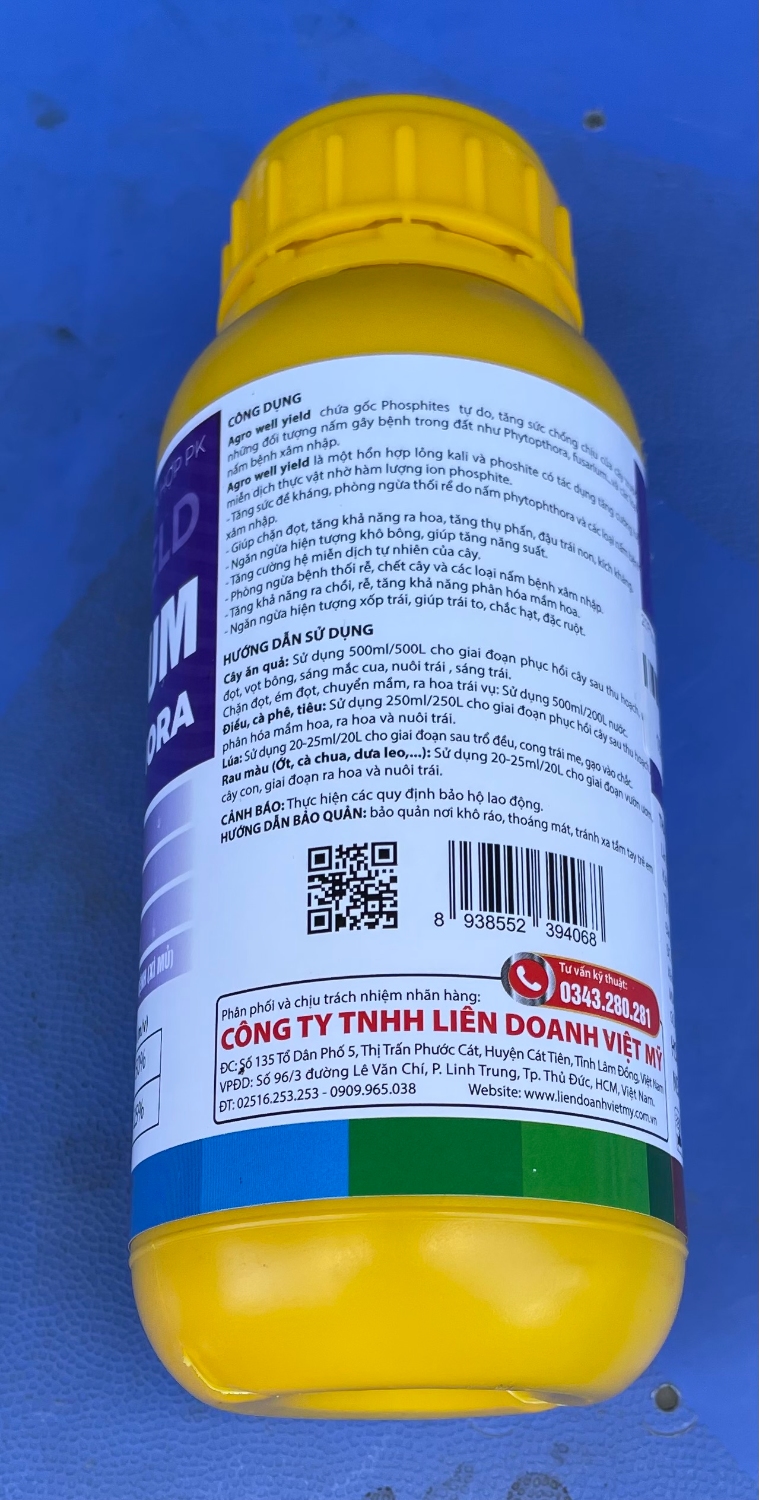 HỢP PK
ELD
UM
ORA
CÔNG DỤNG
Agro well yield chứa gốc Phosphites tự do, tăng sức chống chịu của cây
những đối tượng nấm gây bệnh trong đất như Phytopthora, fusarium,
nấm bệnh xâm nhập.
Agro well yield là một hổn hợp lỏng kali và phoshite có tác dụng tăng cường
miễn dịch thực vật nhờ hàm lượng ion phosphite.
-Tăng sức đề kháng, phòng ngừa thối rễ do nấm phytophthora và các loại nấm
xâm nhập.
- Giúp chặn đọt, tăng khả năng ra hoa, tăng thụ phấn, đậu trái non, kích kháng
- Ngăn ngừa hiện tượng khô bông, giúp tăng năng suất.
- Tăng cường hệ miễn dịch tự nhiên của cây.
- Phòng ngừa bệnh thối rễ, chết cây và các loại nấm bệnh xâm nhập.
-Tăng khả năng ra chồi, rễ, tăng khả năng phân hóa mầm hoa.
- Ngăn ngừa hiện tượng xốp trái, giúp trái to, chắc hạt, đặc ruột.
HƯỚNG DẪN SỬ DỤNG
Cây ăn quả: Sử dụng 500ml/500L cho giai đoạn phục hồi cây sau thu hoạch,
đọt, vọt bông, sáng mắc cua, nuôi trái , sáng trái.
Chặn đọt, ém đọt, chuyển mầm, ra hoa trái vụ: Sử dụng 500ml/200L nước.
Điều, cà phê, tiêu: Sử dụng 250ml/250L cho giai đoạn phục hồi cây sau thu hoạch
phân hóa mầm hoa, ra hoa và nuôi trái.
Lúa: Sử dụng 20-25ml/20L cho giai đoạn sau trổ đều, cong trái me, gạo vào chắc.
Rau màu (Ớt, cà chua, dưa leo,...): Sử dụng 20-25ml/20L cho giai đoạn vườn ươm,
cây con, giai đoạn ra hoa và nuôi trái.
CẢNH BÁO: Thực hiện các quy định bảo hộ lao động.
HƯỚNG DẪN BẢO QUẢN: bảo quản nơi khô ráo, thoáng mát, tránh xa tầm tay trẻ em
8 938552 394068
Tư vấn kỹ thuật:
0343.280.281
Phân phối và chịu trách nhiệm nhãn hàng:
CÔNG TY TNHH LIÊN DOANH VIỆT MỸ
ĐC: Số 135 Tổ Dân Phố 5, Thị Trấn Phước Cát, Huyện Cát Tiên, Tỉnh Lâm Đồng, Việt Nam
VPĐD: Số 96/3 đường Lê Văn Chí, P. Linh Trung, Tp. Thủ Đức, HCM, Việt Nam.
ĐT: 02516.253.253 - 0909.965.038 Website: www.liendoanhvietmy.com.vn